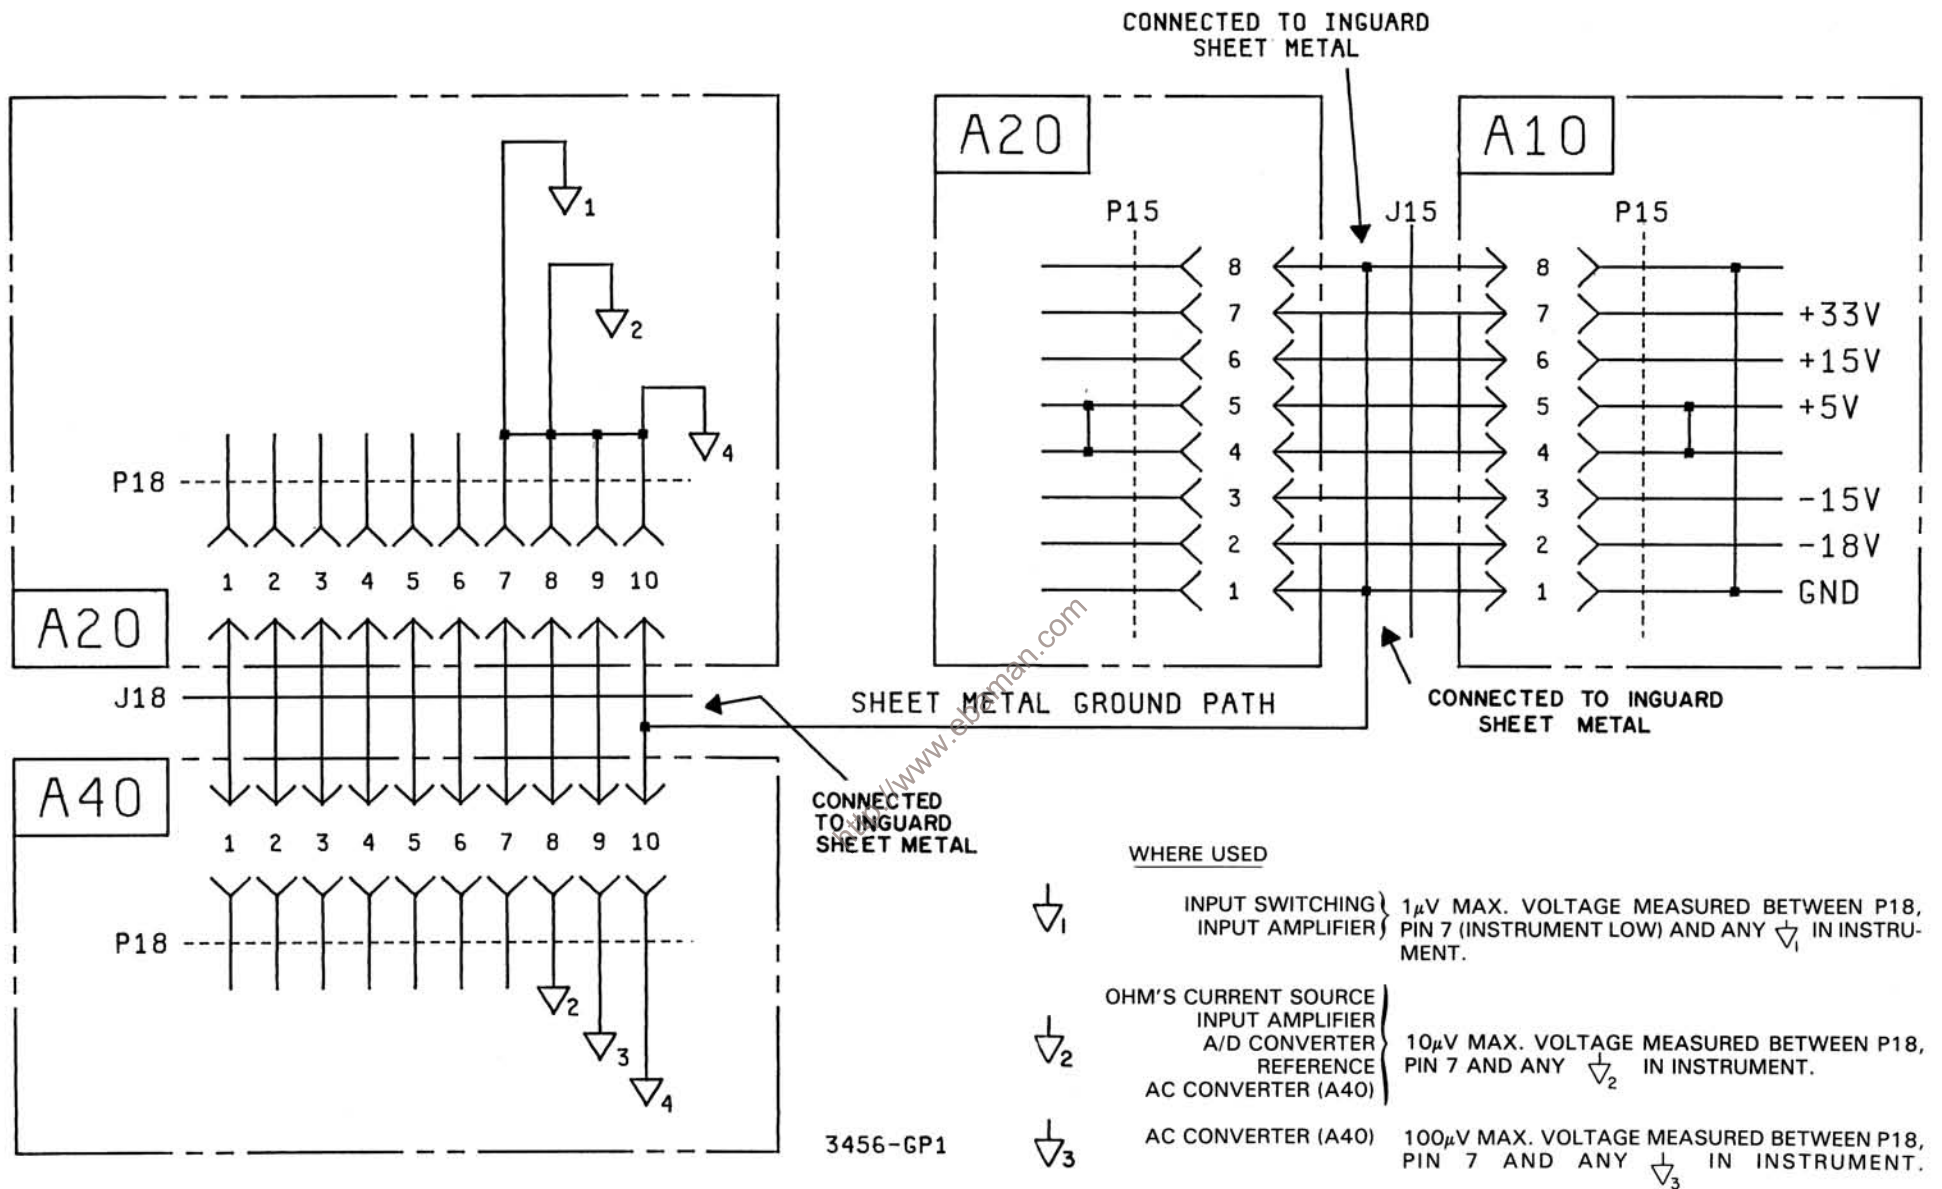 CONNECTED TO INGUARD
SHEET METAL
A20
P15
J15
A10
P15
1
2
4
P18
1 2 3 4 5 6 7 8 9 10
A20
J18
8 8
7 7 +33V
6 6 +15V
5 5 +5V
4 4
3 3 -15V
2 2 -18V
1 1 GND
SHEET METAL GROUND PATH
CONNECTED TO INGUARD
SHEET METAL
A40
1 2 3 4 5 6 7 8 9 10
CONNECTED
TO INGUARD
SHEET METAL
P18
2
3
4
http://www.ebaman.com
WHERE USED
1 INPUT SWITCHING
INPUT AMPLIFIER
1μV MAX. VOLTAGE MEASURED BETWEEN P18,
PIN 7 (INSTRUMENT LOW) AND ANY 1 IN INSTRU-
MENT.
2 OHM'S CURRENT SOURCE
INPUT AMPLIFIER
A/D CONVERTER
REFERENCE
AC CONVERTER (A40)
10μV MAX. VOLTAGE MEASURED BETWEEN P18,
PIN 7 AND ANY 2 IN INSTRUMENT.
3 AC CONVERTER (A40)
100μV MAX. VOLTAGE MEASURED BETWEEN P18,
PIN 7 AND ANY 3 IN INSTRUMENT.
3456-GP1